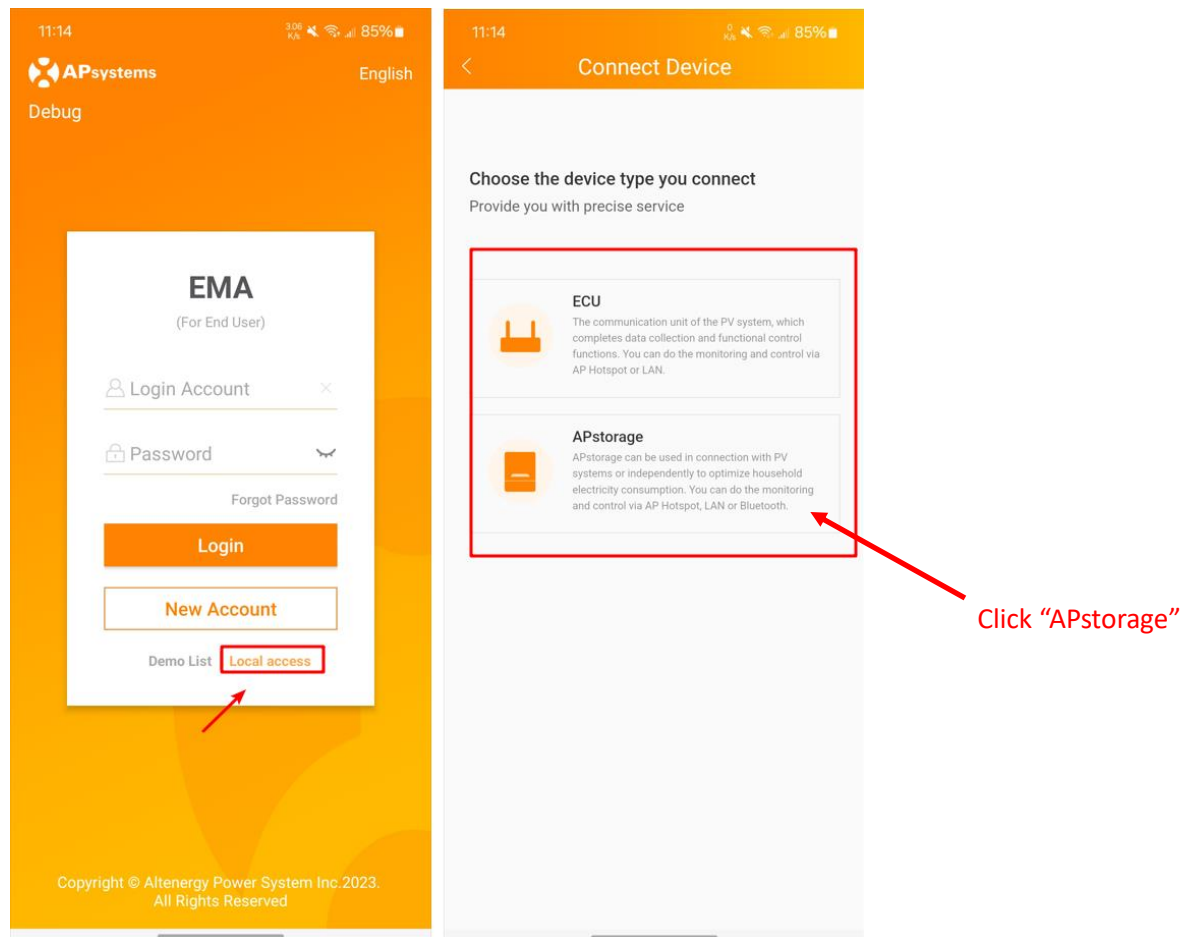 11:14
3.06 K/s 85%
APsystems
English
Debug
EMA
(For End User)
Login Account
Password
Forgot Password
Login
New Account
Demo List Local access
Copyright © Altenergy Power System Inc.2023.
All Rights Reserved
11:14
0 K/s 85%
Connect Device
Choose the device type you connect
Provide you with precise service
ECU
The communication unit of the PV system, which
completes data collection and functional control
functions. You can do the monitoring and control via
AP Hotspot or LAN.
APstorage
APstorage can be used in connection with PV
systems or independently to optimize household
electricity consumption. You can do the monitoring
and control via AP Hotspot, LAN or Bluetooth.
Click “APstorage”